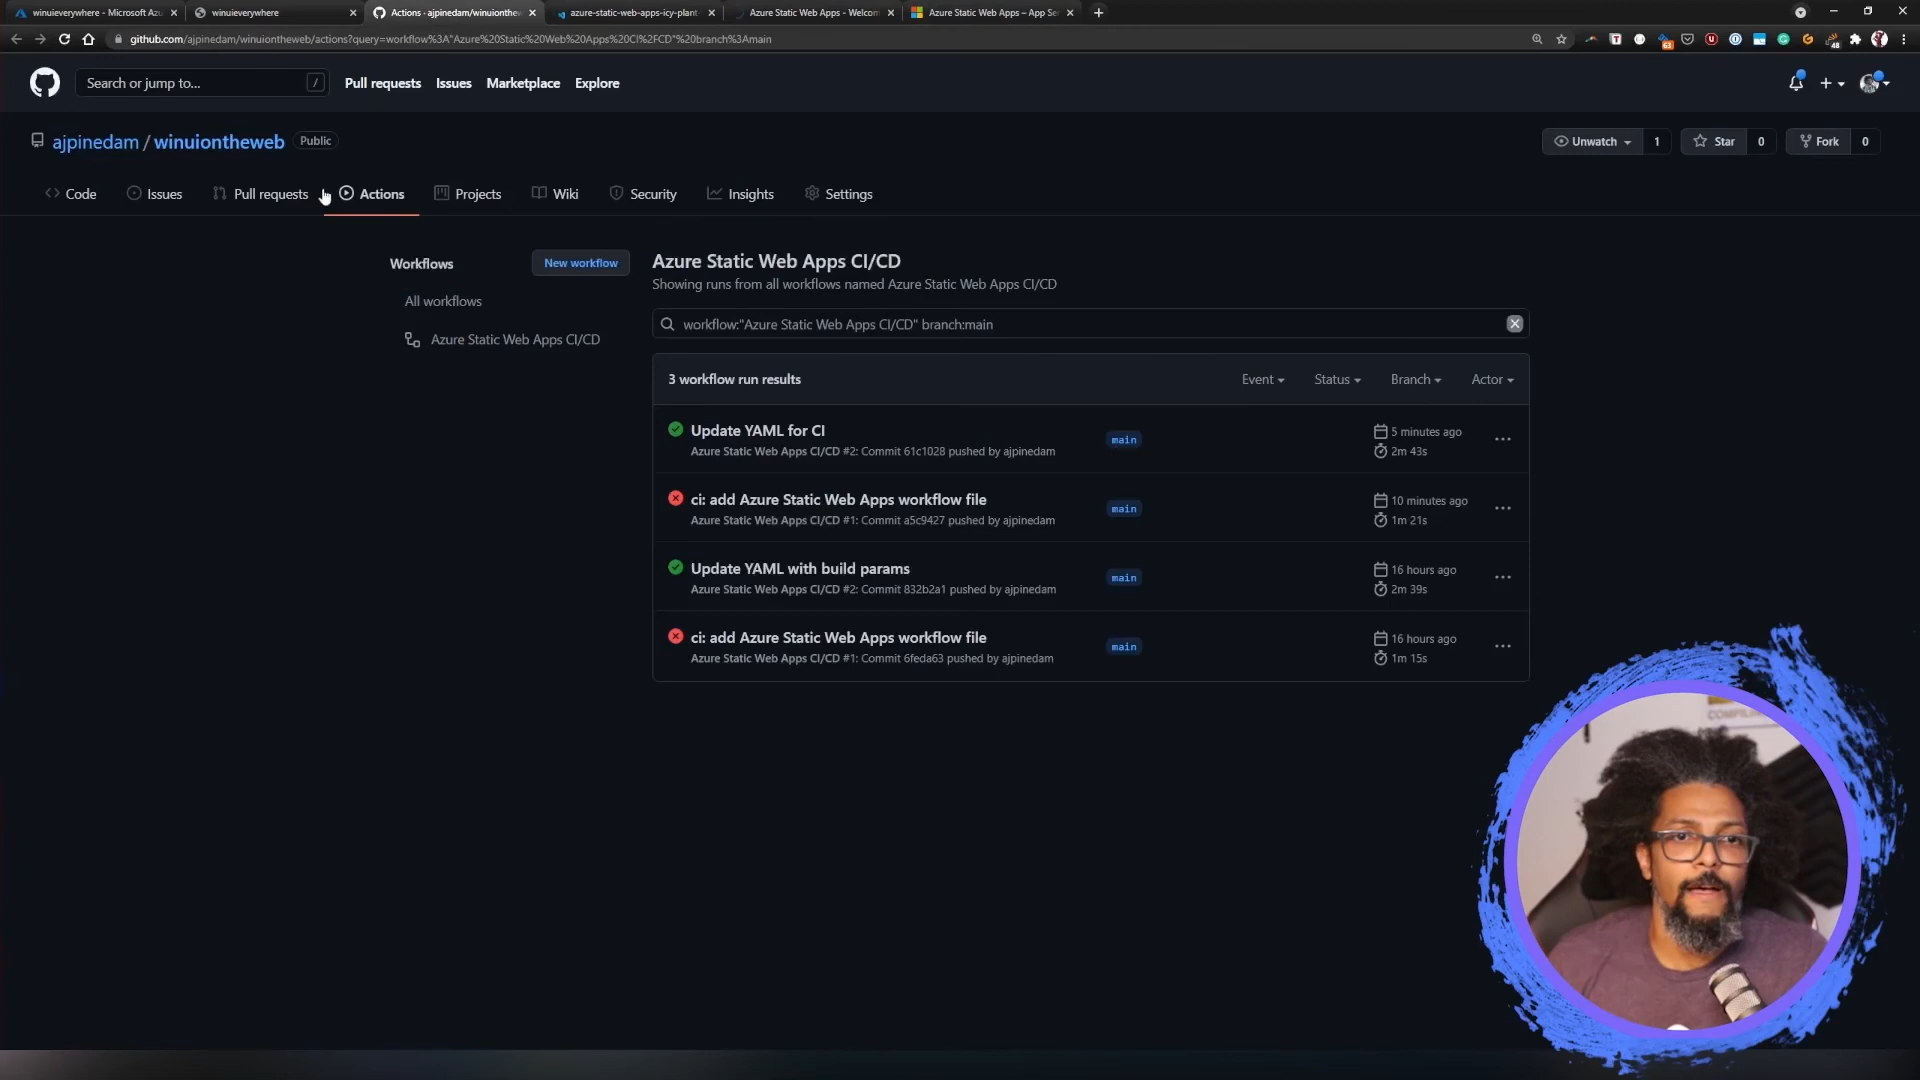 winuieverywhere - Microsoft Azu
winuieverywhere
Actions · ajpinedam/winuionthew
azure-static-web-apps-icy-plant
Azure Static Web Apps - Welcom
Azure Static Web Apps – App Se
github.com/ajpinedam/winuiontheweb/actions?query=workflow%3A"Azure%20Static%20Web%20Apps%20CI%2FCD"%20branch%3Amain
Search or jump to...
/
Pull requests
Issues
Marketplace
Explore
ajpinedam / winuiontheweb
Public
Unwatch 1
Star 0
Fork 0
Code
Issues
Pull requests
Actions
Projects
Wiki
Security
Insights
Settings
Workflows
New workflow
All workflows
Azure Static Web Apps CI/CD
Azure Static Web Apps CI/CD
Showing runs from all workflows named Azure Static Web Apps CI/CD
workflow:"Azure Static Web Apps CI/CD" branch:main
3 workflow run results
Event
Status
Branch
Actor
Update YAML for CI
Azure Static Web Apps CI/CD #2: Commit 61c1028 pushed by ajpinedam
main
5 minutes ago
2m 43s
ci: add Azure Static Web Apps workflow file
Azure Static Web Apps CI/CD #1: Commit a5c9427 pushed by ajpinedam
main
10 minutes ago
1m 21s
Update YAML with build params
Azure Static Web Apps CI/CD #2: Commit 832b2a1 pushed by ajpinedam
main
16 hours ago
2m 39s
ci: add Azure Static Web Apps workflow file
Azure Static Web Apps CI/CD #1: Commit 6feda63 pushed by ajpinedam
main
16 hours ago
1m 15s